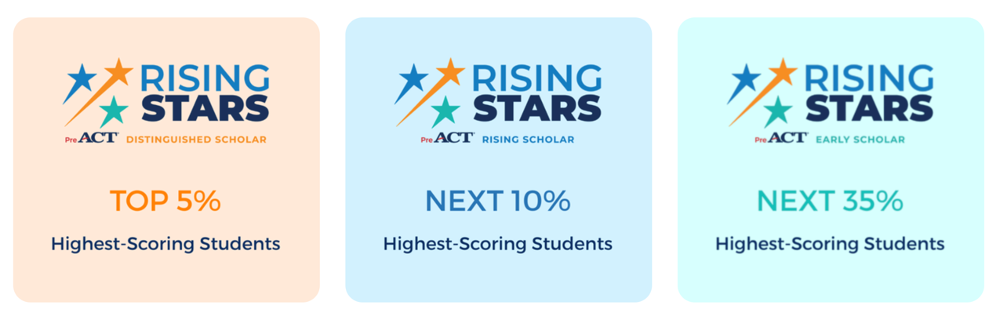 RISING
STARS
PreACT® DISTINGUISHED SCHOLAR
TOP 5%
Highest-Scoring Students
RISING
STARS
PreACT® RISING SCHOLAR
NEXT 10%
Highest-Scoring Students
RISING
STARS
PreACT® EARLY SCHOLAR
NEXT 35%
Highest-Scoring Students